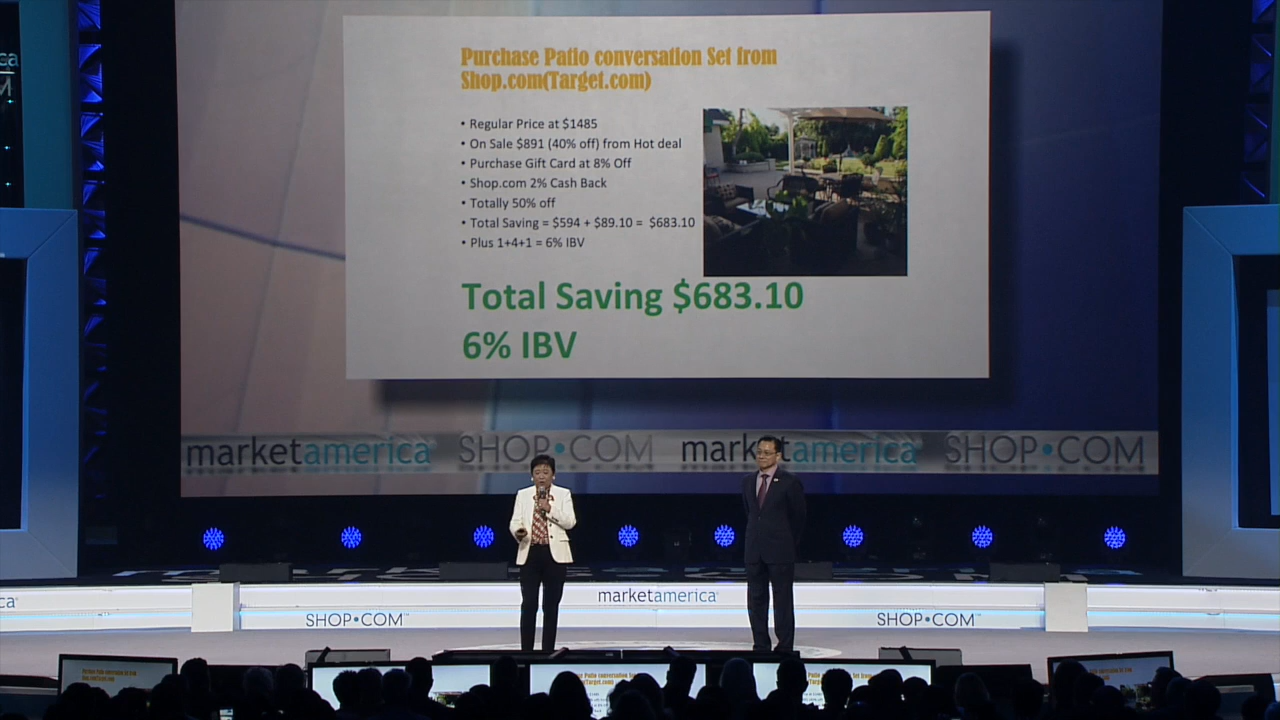 Purchase Patio conversation Set from
Shop.com(Target.com)
• Regular Price at $1485
• On Sale $891 (40% off) from Hot deal
• Purchase Gift Card at 8% Off
• Shop.com 2% Cash Back
• Totally 50% off
• Total Saving = $594 + $89.10 = $683.10
• Plus 1+4+1 = 6% IBV
Total Saving $683.10
6% IBV
marketamerica SHOP•COM marketamerica SHOP•COM
marketamerica®
SHOP•COM™ SHOP•COM™